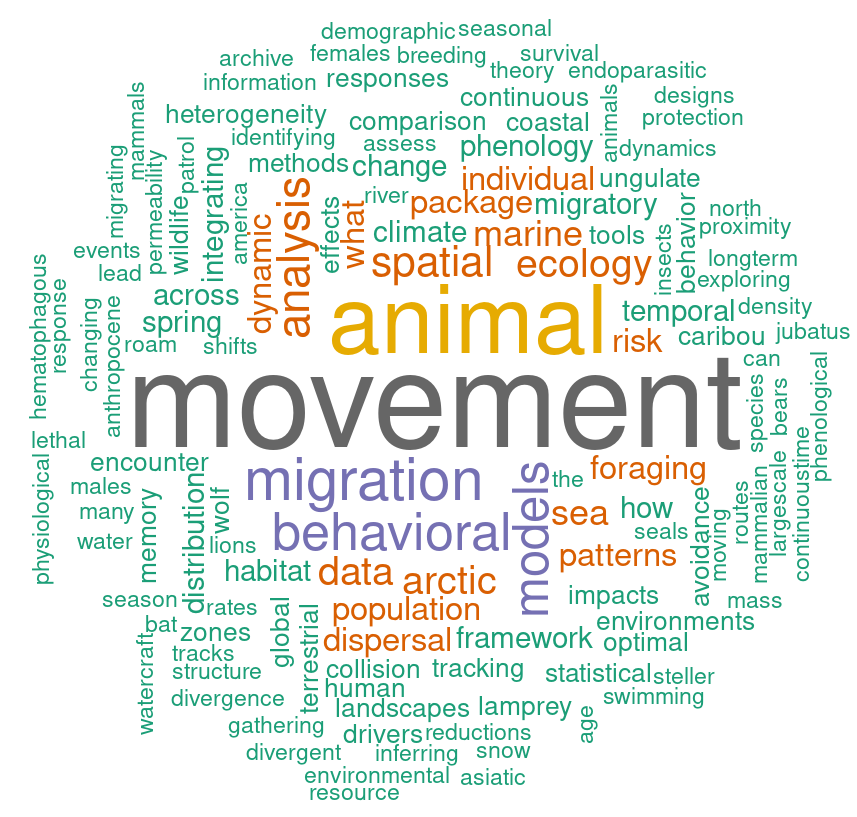 demographic
seasonal
archive
females
breeding
survival
information
responses
theory
endoparasitic
mammals
heterogeneity
continuous
animals
designs
identifying
comparison
coastal
protection
migrating
permeability
patrol
assess
phenology
dynamics
wildlife
integrating
methods
change
individual
ungulate
america
analysis
river
package
migratory
behavior
north
events
dynamic
effects
what
climate
marine
tools
insects
proximity
lead
spatial
ecology
longterm
exploring
hematophagous
response
across
animal
temporal
density
changing
anthropocene
spring
risk
caribou
jubatus
roam
shifts
can
movement
species
bears
phenological
lethal
encounter
migration
models
the
foraging
physiological
males
memory
distribution
wolf
behavioral
sea
how
avoidance
moving
routes
mammalian
largescale
continuoustime
many
water
lions
seals
habitat
data
arctic
patterns
season
rates
population
impacts
mass
bat
zones
global
terrestrial
dispersal
framework
environments
optimal
watercraft
tracks
structure
collision
tracking
statistical
steller
divergence
human
landscapes
lamprey
swimming
gathering
drivers
reductions
age
divergent
inferring
snow
environmental
asiatic
resource